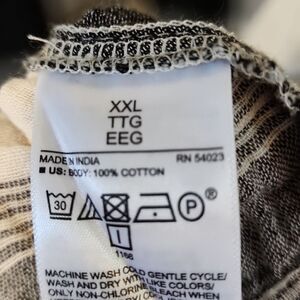 XXL
TTG
EEG
MADE IN INDIA RN 54023
■ US: BODY: 100% COTTON
30 P ®
I
1166
MACHINE WASH COLD GENTLE CYCLE/
WASH AND DRY WITH
COLORS/
ONLY NON-CHLORINE BLEACH WHEN